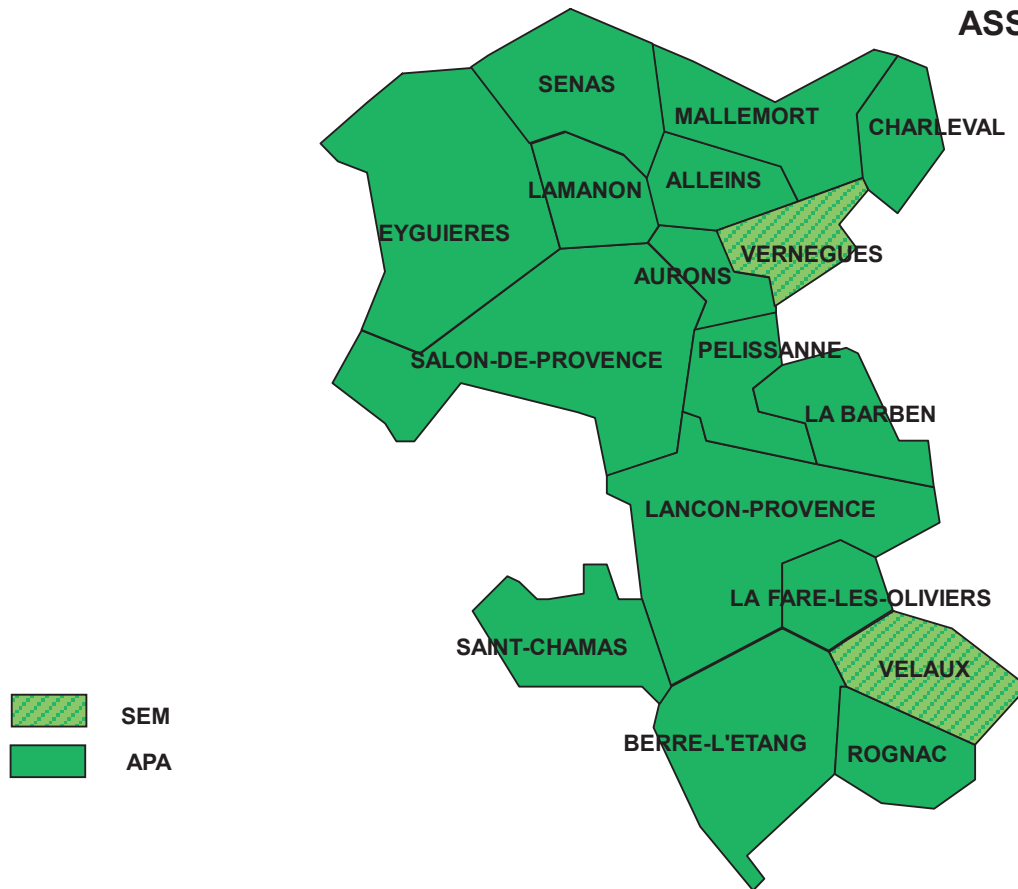 ASS
SENAS
MALLEMORT
CHARLEVAL
ALLEINS
LAMANON
EYGUIERES
VERNEGUES
AURONS
PELISSANNE
SALON-DE-PROVENCE
LA BARBEN
LANCON-PROVENCE
LA FARE-LES-OLIVIERS
SAINT-CHAMAS
VELAUX
SEM
BERRE-L'ETANG
ROGNAC
APA